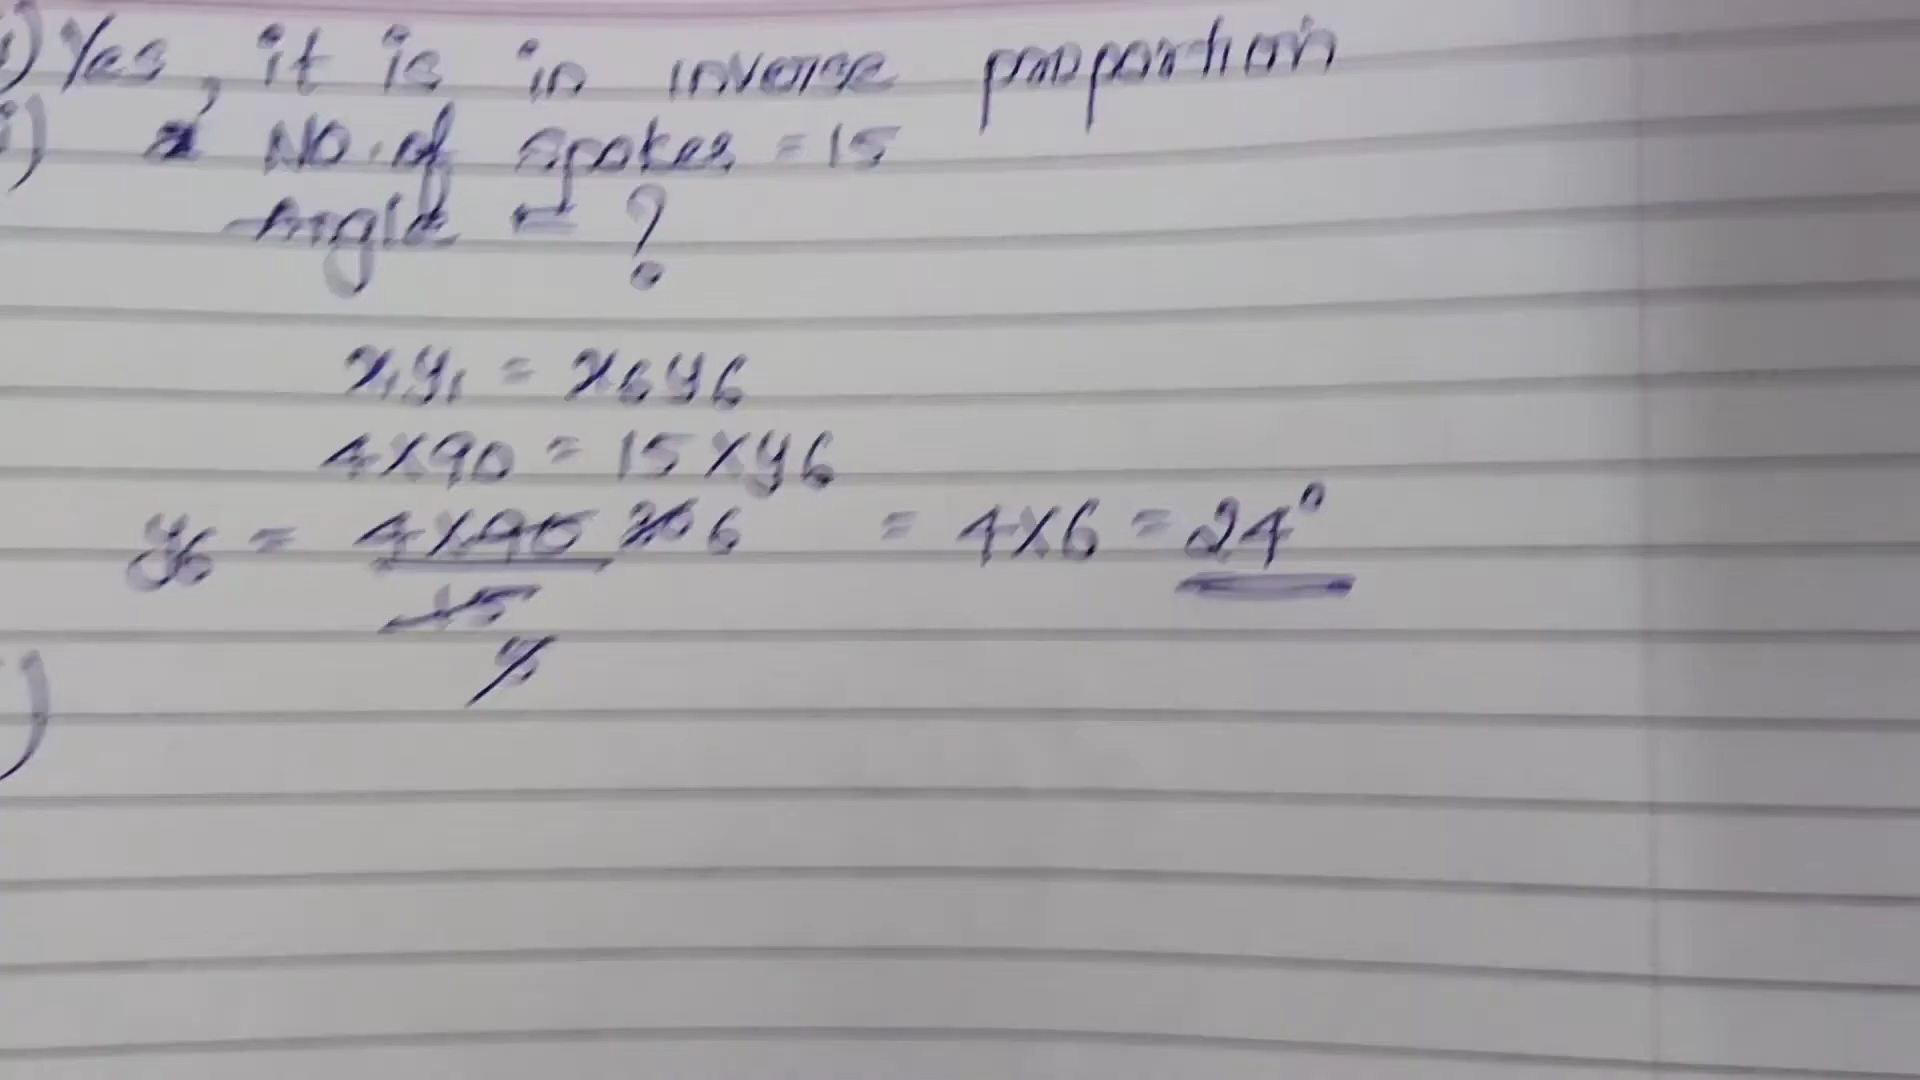 i) Yes, it is in inverse proportion
ii) No. of spokes = 15
Angle = ?
x₁y₁ = x₆y₆
4×90 = 15×y₆
y₆ = 4×90 30 6 = 4×6 = 24°
15
)